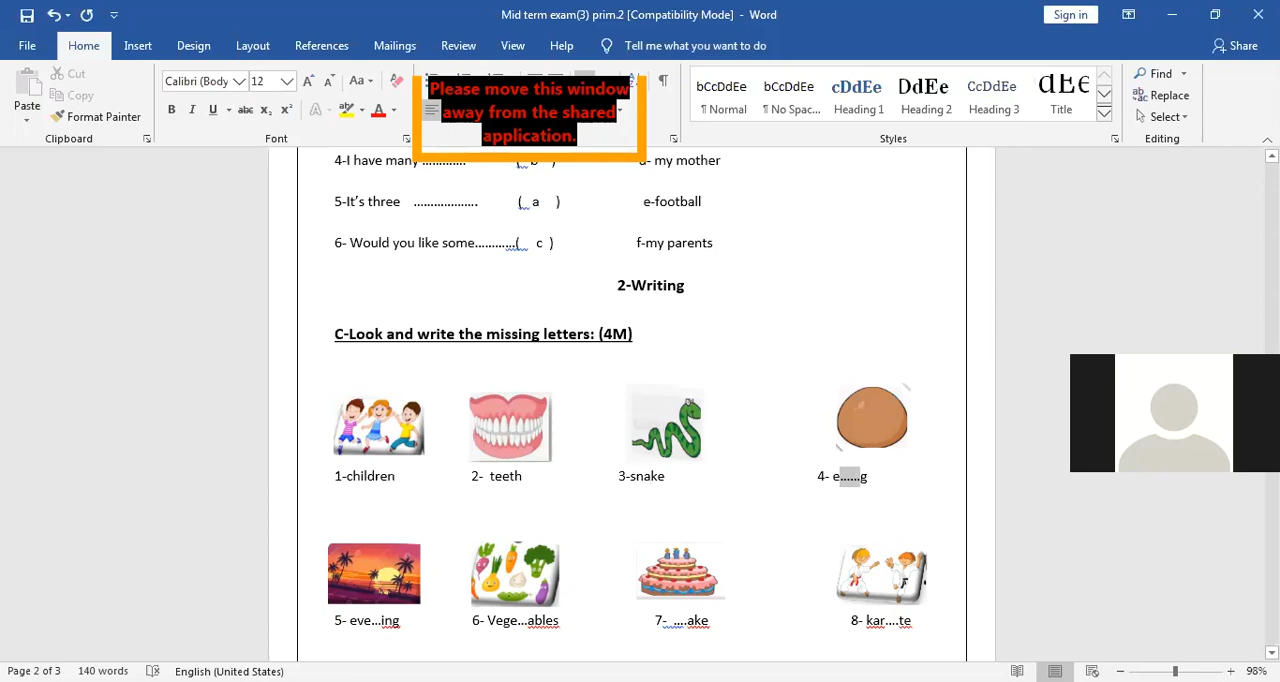 Mid term exam(3) prim.2 [Compatibility Mode] - Word
Sign in
File Home Insert Design Layout References Mailings Review View Help Tell me what you want to do Share
Paste
Cut
Copy
Format Painter
Clipboard
Calibri (Body 12
Aa
B I U abc x₂ x² A A
Font
Please move this window
away from the shared
application.
bCcDdEe bCcDdEe cDdEe DdEe CcDdEe dEe
¶ Normal ¶ No Spac... Heading 1 Heading 2 Heading 3 Title
Styles
Find
Replace
Select
Editing
4-I have many ............. ( b ) my mother
5-It's three ................... ( a ) e-football
6- Would you like some............( c ) f-my parents
2-Writing
C-Look and write the missing letters: (4M)
1-children 2- teeth 3-snake 4- e......g
5- eve...ing 6- Vege...ables 7- ....ake 8- kar....te
Page 2 of 3 140 words English (United States) 98%